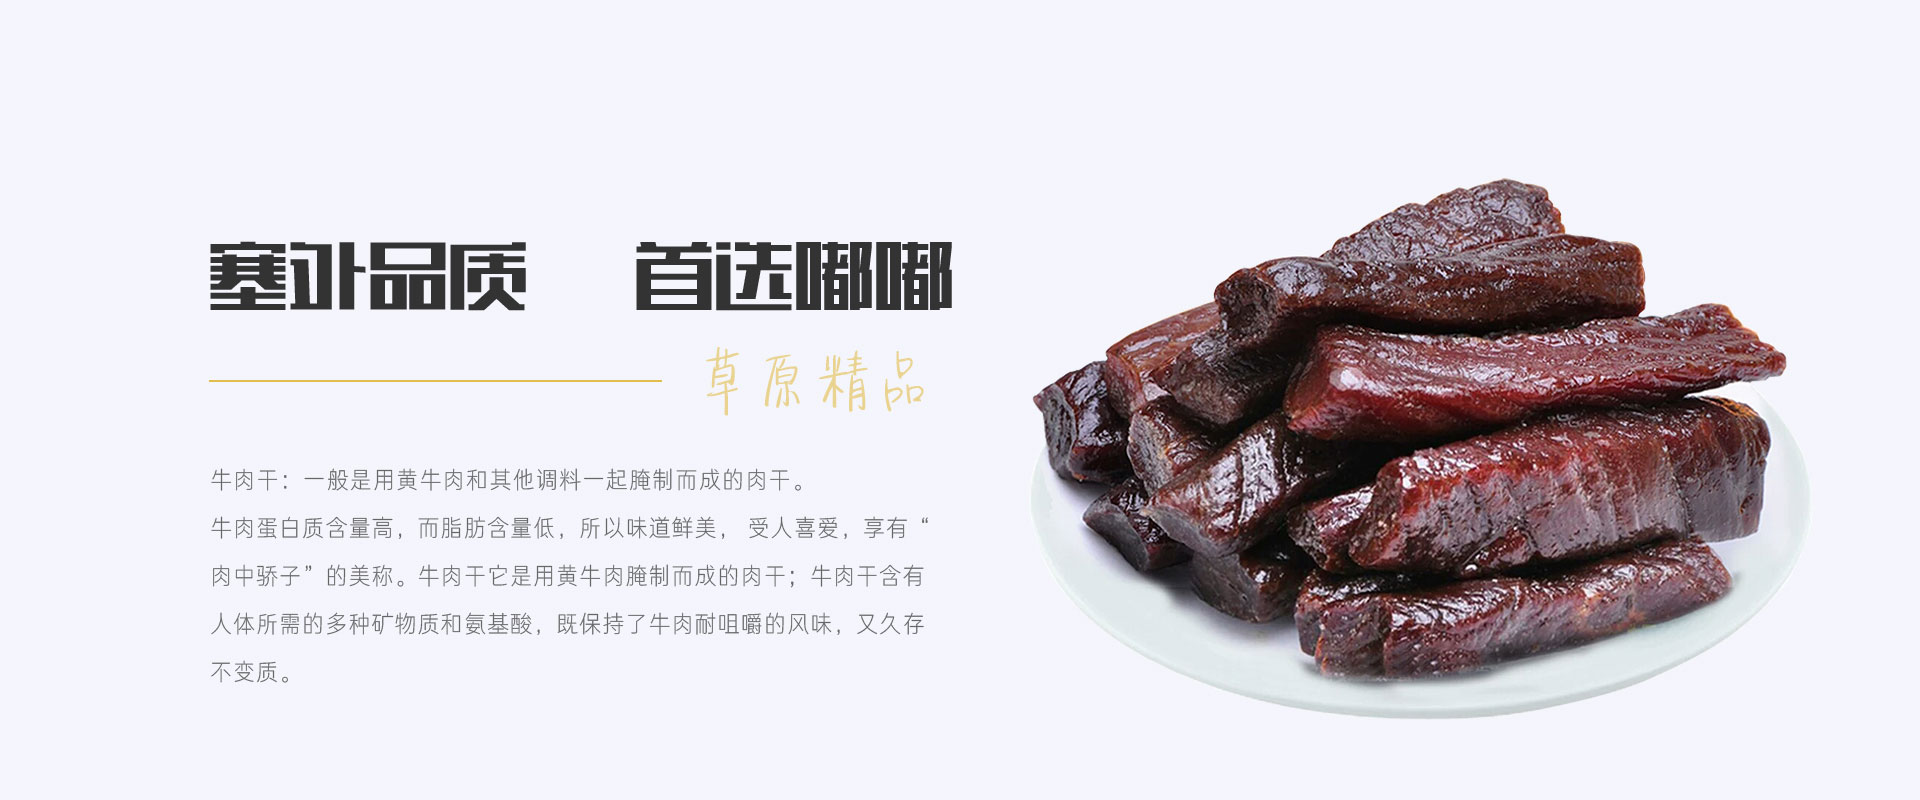 塞外品质 首选嘟嘟
草原精品
牛肉干：一般是用黄牛肉和其他调料一起腌制而成的肉干。
牛肉蛋白质含量高，而脂肪含量低，所以味道鲜美， 受人喜爱，享有“
肉中骄子”的美称。牛肉干它是用黄牛肉腌制而成的肉干；牛肉干含有
人体所需的多种矿物质和氨基酸，既保持了牛肉耐咀嚼的风味，又久存
不变质。